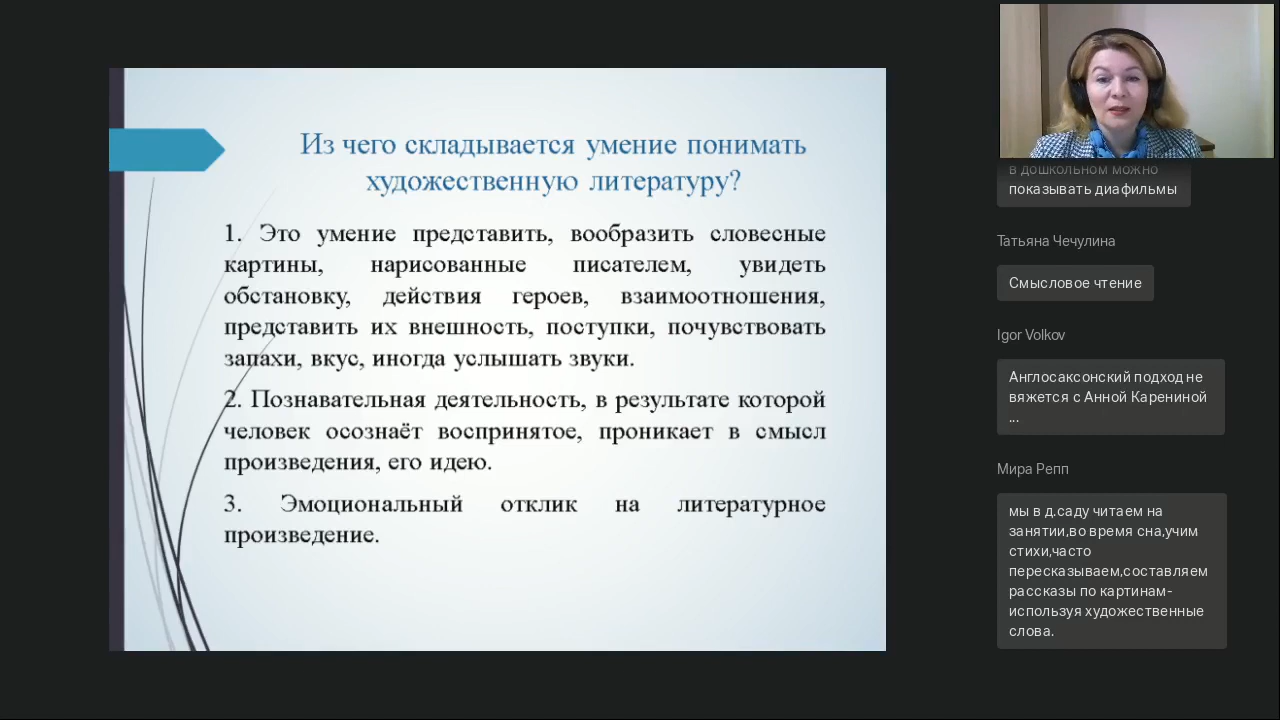 Из чего складывается умение понимать
художественную литературу?
1. Это умение представить, вообразить словесные
картины, нарисованные писателем, увидеть
обстановку, действия героев, взаимоотношения,
представить их внешность, поступки, почувствовать
запахи, вкус, иногда услышать звуки.
2. Познавательная деятельность, в результате которой
человек осознаёт воспринятое, проникает в смысл
произведения, его идею.
3. Эмоциональный отклик на литературное
произведение.
в дошкольном можно
показывать диафильмы
Татьяна Чечулина
Смысловое чтение
Igor Volkov
Англосаксонский подход не
вяжется с Анной Карениной
...
Мира Репп
мы в д.саду читаем на
занятии,во время сна,учим
стихи,часто
пересказываем,составляем
рассказы по картинам-
используя художественные
слова.